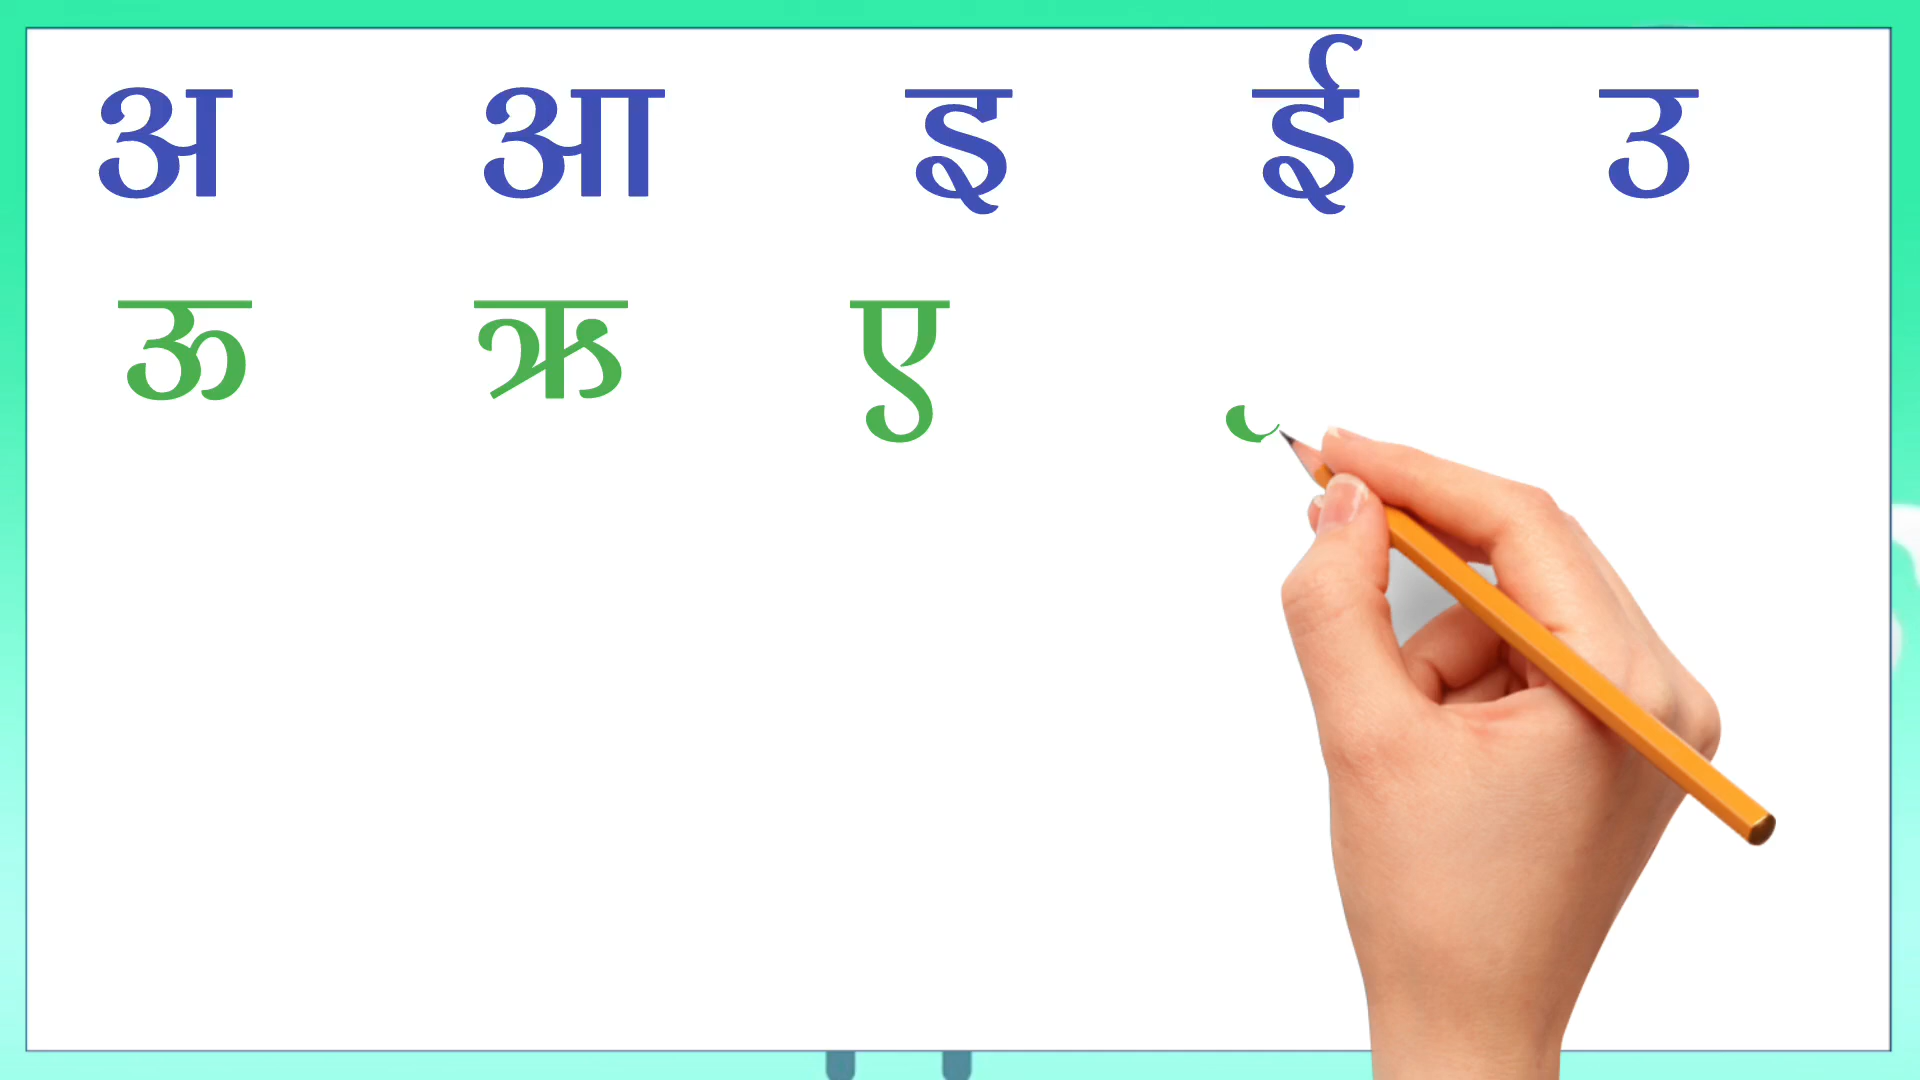 अ आ इ ई उ
ऊ ऋ ए